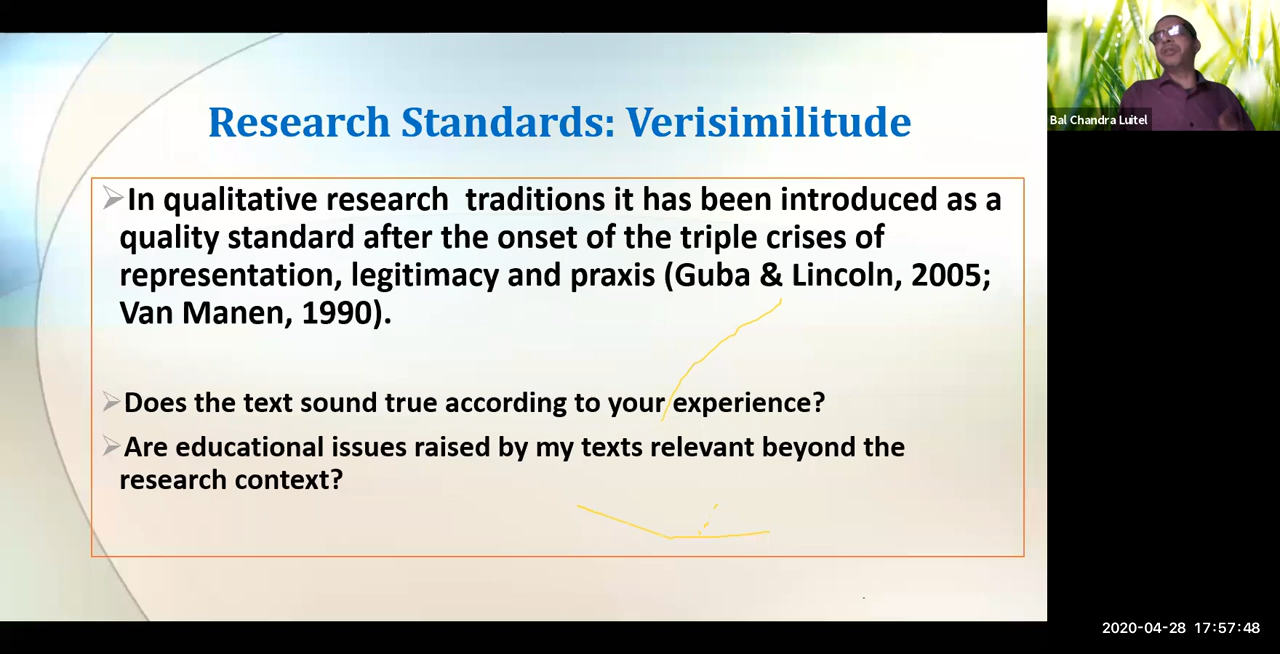 Research Standards: Verisimilitude
In qualitative research traditions it has been introduced as a
quality standard after the onset of the triple crises of
representation, legitimacy and praxis (Guba & Lincoln, 2005;
Van Manen, 1990).
Does the text sound true according to your experience?
Are educational issues raised by my texts relevant beyond the
research context?
Bal Chandra Luitel
2020-04-28 17:57:48